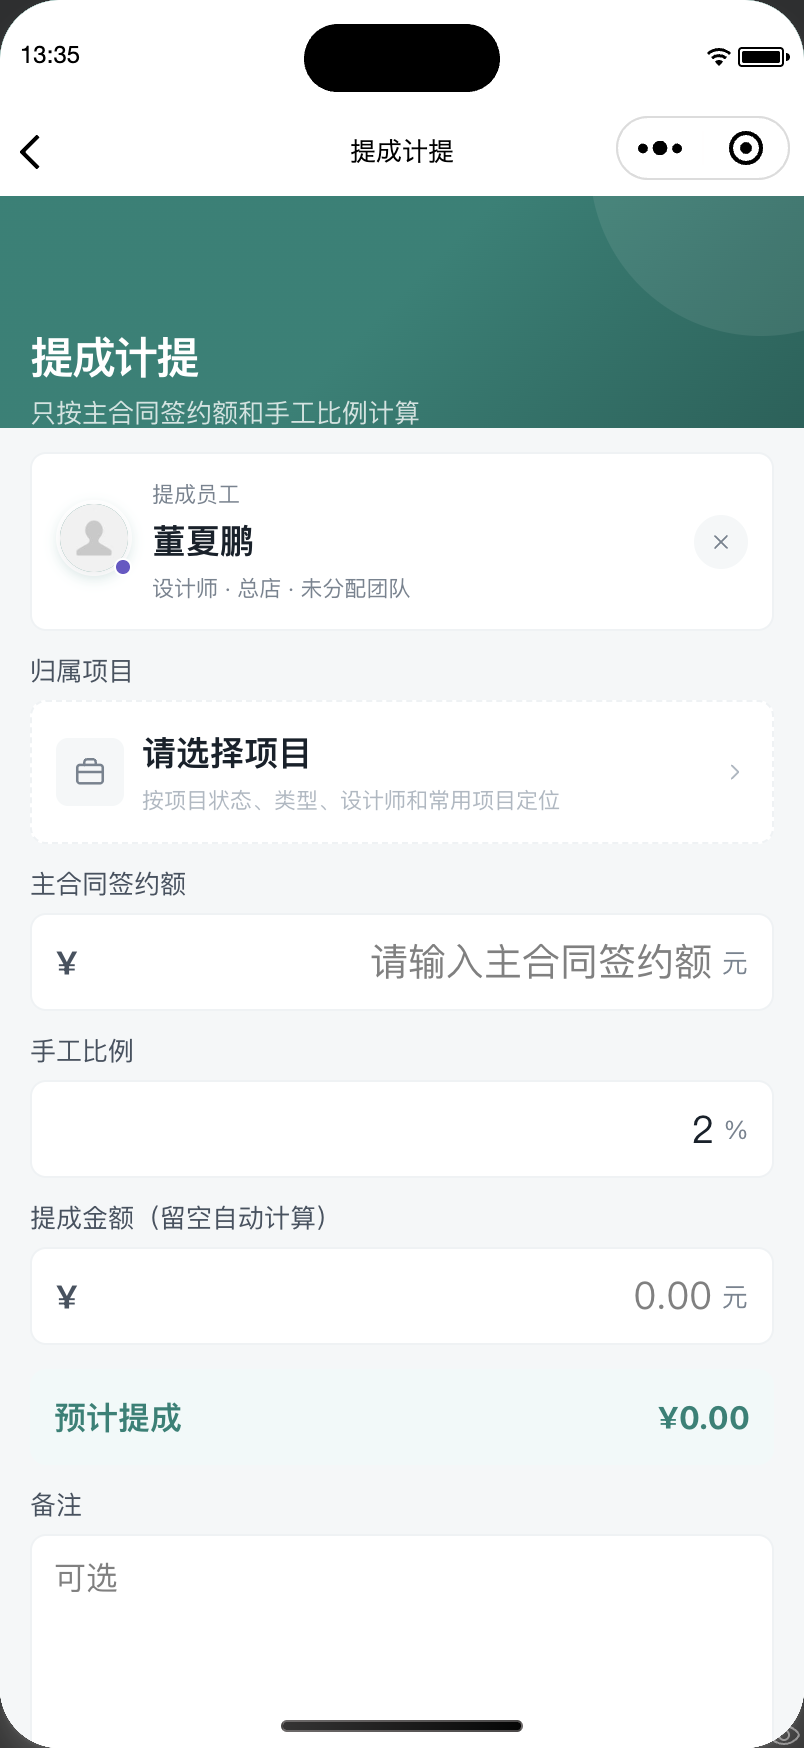 13:35
提成计提
提成计提
只按主合同签约额和手工比例计算
提成员工
董夏鹏
设计师 · 总店 · 未分配团队
归属项目
请选择项目
按项目状态、类型、设计师和常用项目定位
主合同签约额
¥ 请输入主合同签约额 元
手工比例
2 %
提成金额（留空自动计算）
¥ 0.00 元
预计提成 ¥0.00
备注
可选